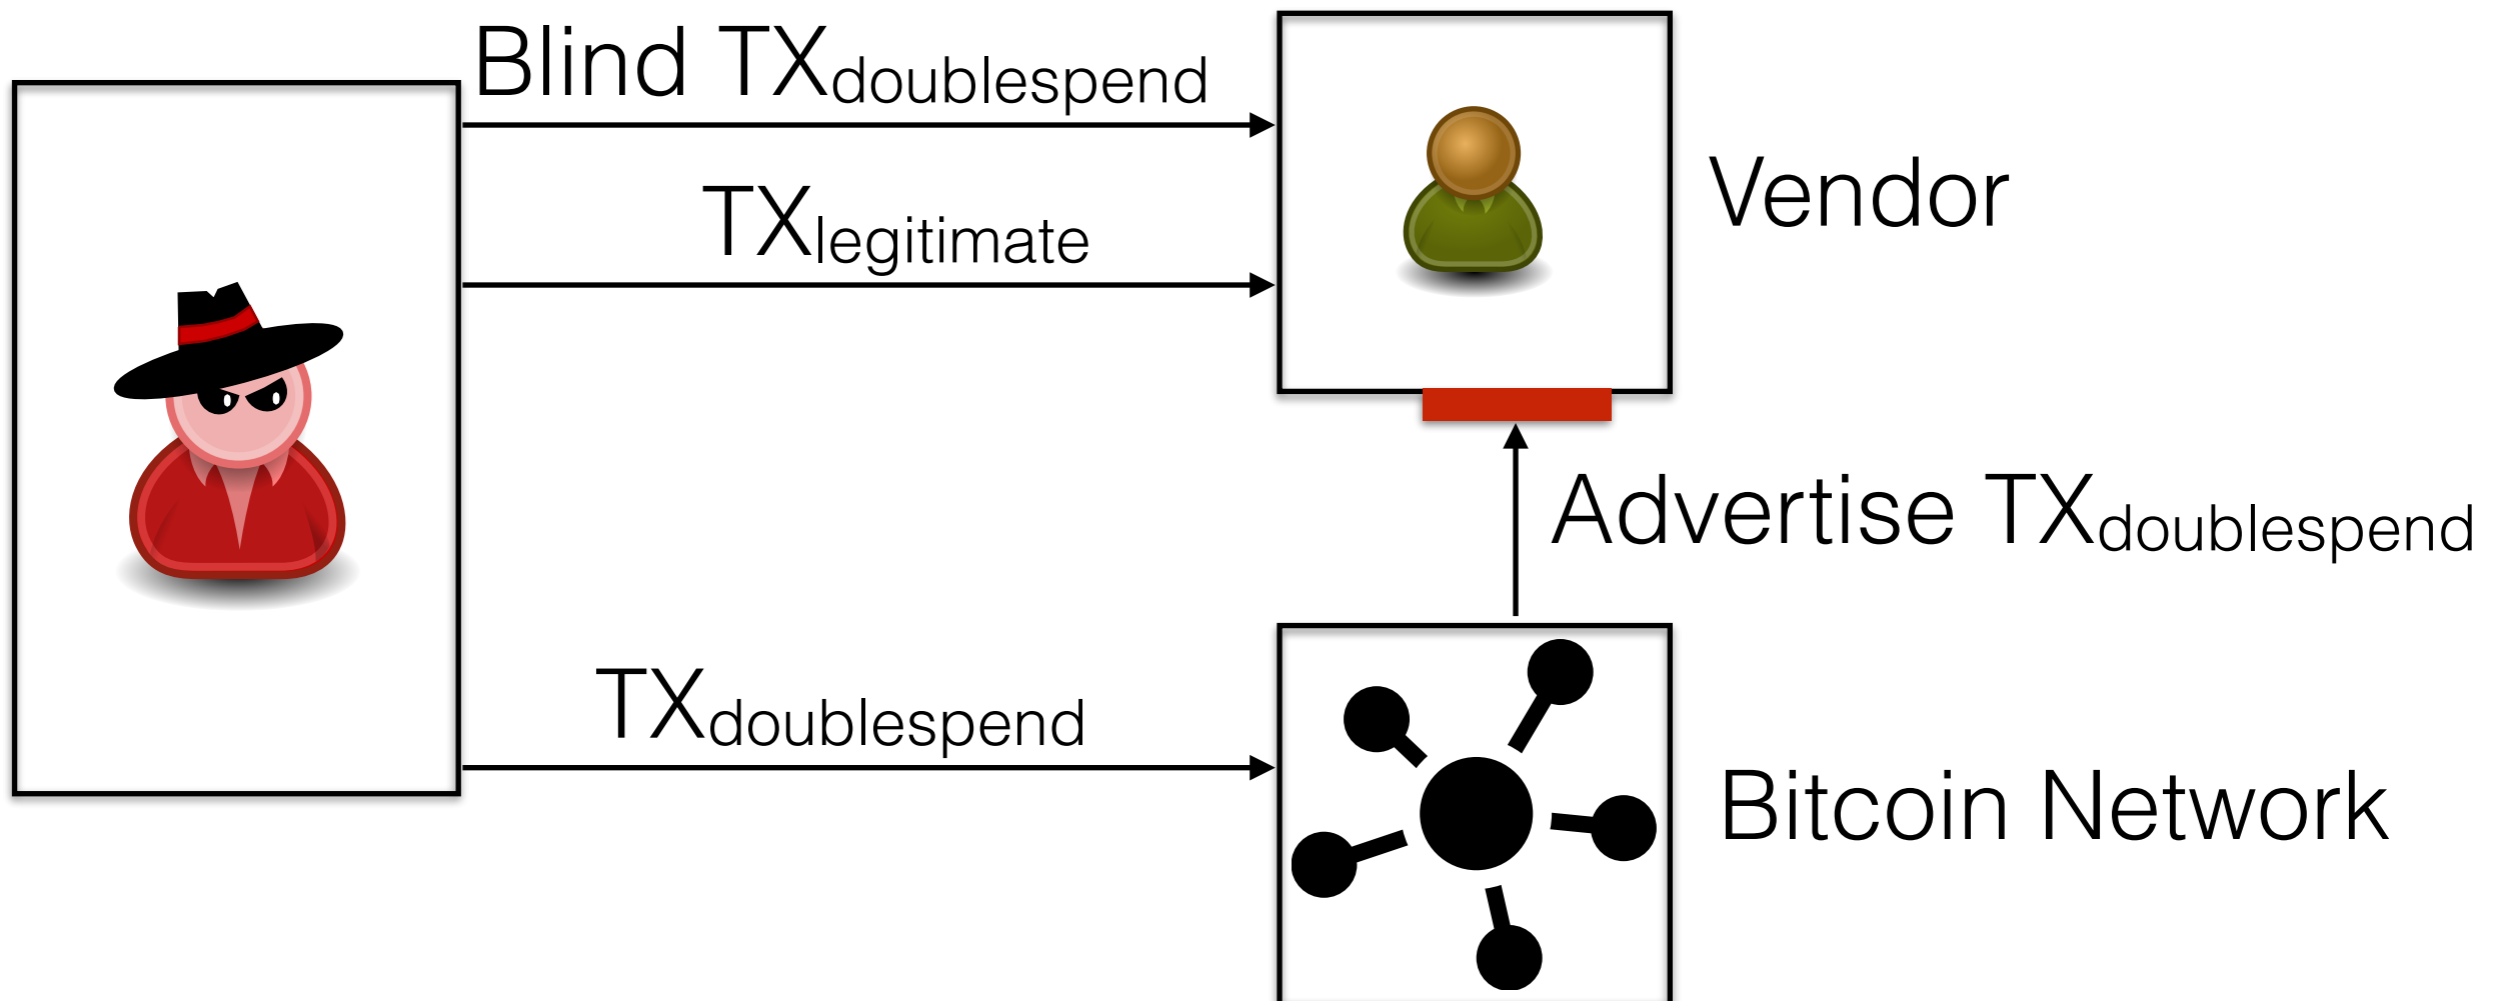 Blind TXdoublespend
TXlegitimate
Vendor
Advertise TXdoublespend
TXdoublespend
Bitcoin Network